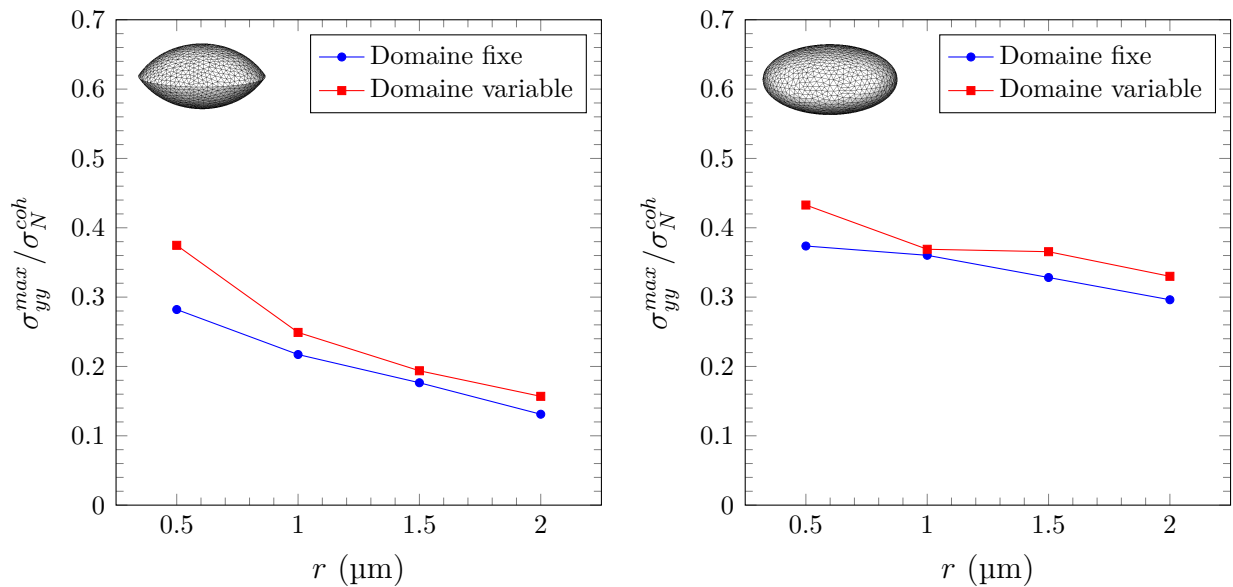 0.7
0.6
0.5
0.4
0.3
0.2
0.1
0
σ_yy^max/σ_N^coh
Domaine fixe
Domaine variable
0.5 1 1.5 2
r (µm)
0.7
0.6
0.5
0.4
0.3
0.2
0.1
0
σ_yy^max/σ_N^coh
Domaine fixe
Domaine variable
0.5 1 1.5 2
r (µm)